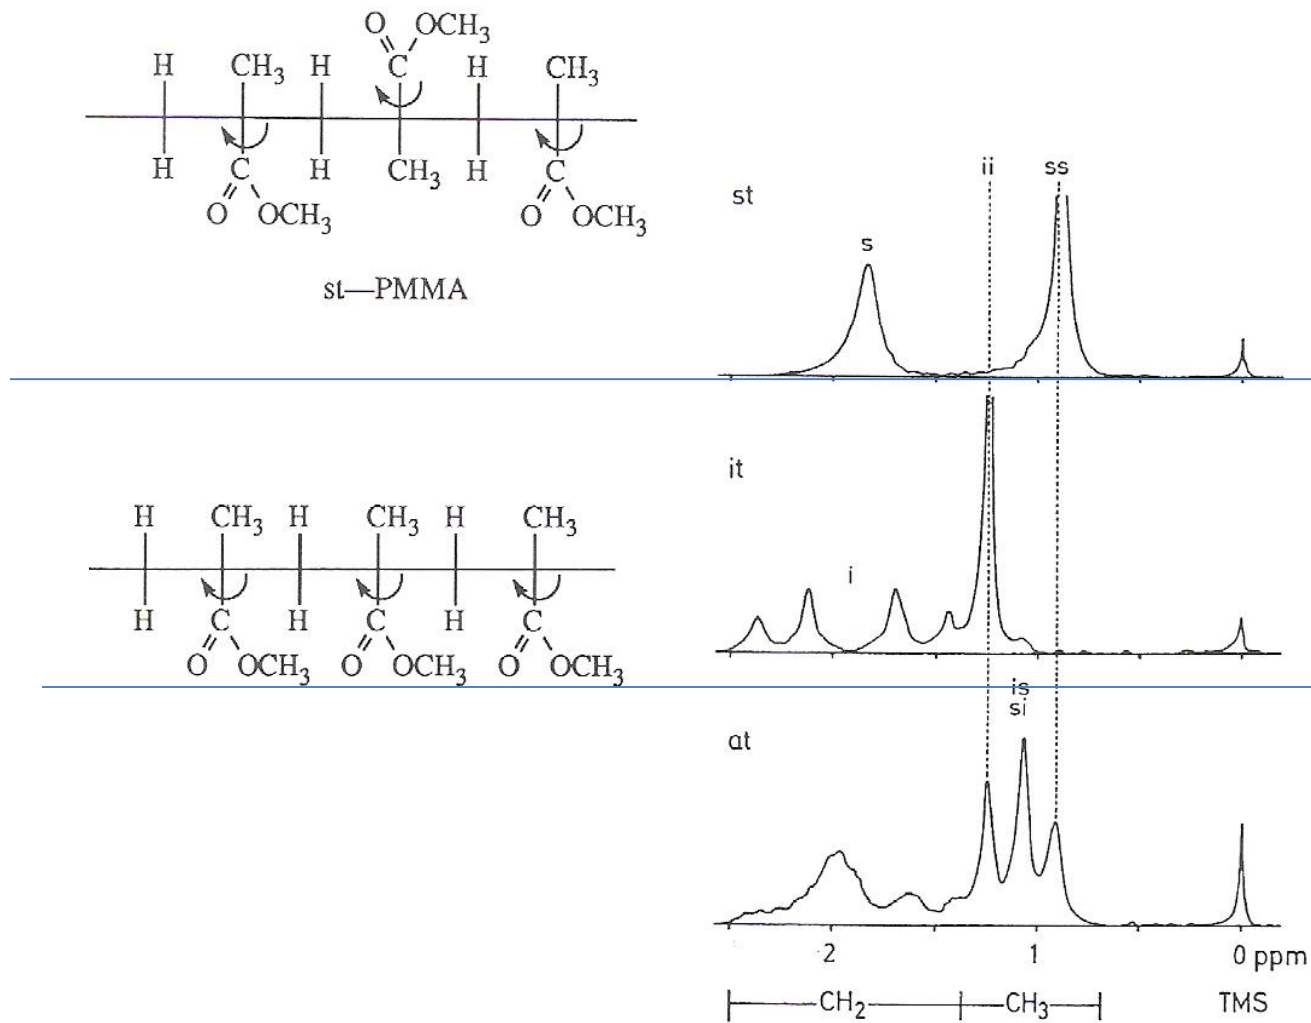 O OCH3
H CH3 H C H CH3
H C H CH3 H C
O OCH3 O OCH3
st—PMMA
st
s
ii ss
it
i
H CH3 H CH3 H CH3
H C H C H C
O OCH3 O OCH3 O OCH3
at
is
si
2 1 0 ppm
CH2 CH3 TMS